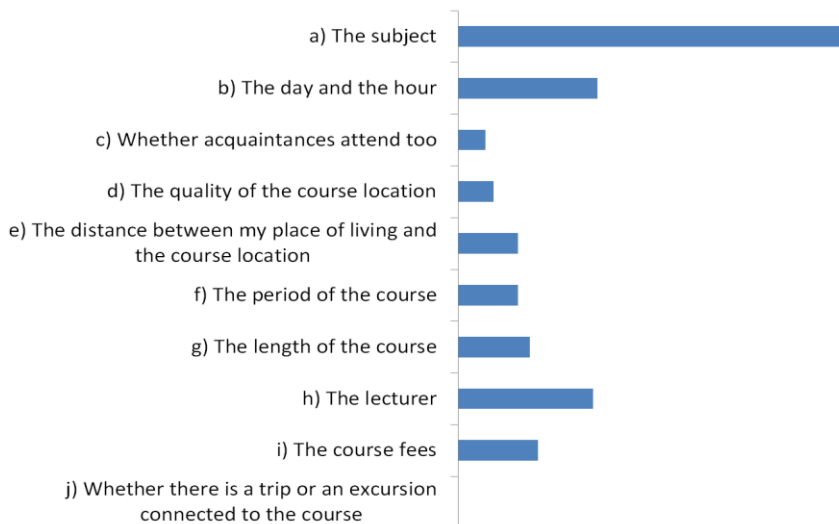 a) The subject
b) The day and the hour
c) Whether acquaintances attend too
d) The quality of the course location
e) The distance between my place of living and
the course location
f) The period of the course
g) The length of the course
h) The lecturer
i) The course fees
j) Whether there is a trip or an excursion
connected to the course